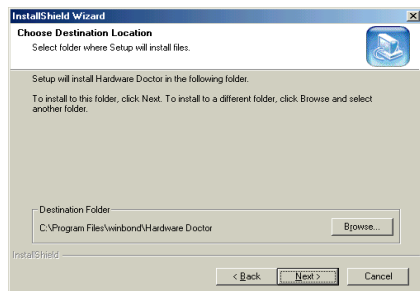 InstallShield Wizard
Choose Destination Location
Select folder where Setup will install files.
Setup will install Hardware Doctor in the following folder.
To install to this folder, click Next. To install to a different folder, click Browse and select
another folder.
Destination Folder
C:\Program Files\winbond\Hardware Doctor
Browse...
InstallShield
< Back
Next >
Cancel